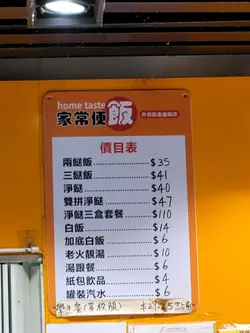 home taste
家常便飯
價目表
兩餸飯 $35
三餸飯 $41
淨餸 $40
雙拼淨餸 $47
淨餸三盒套餐 $110
白飯 $14
加底白飯 $6
老火靚湯 $10
湯跟餐 $6
紙包飲品 $4
罐裝汽水 $6